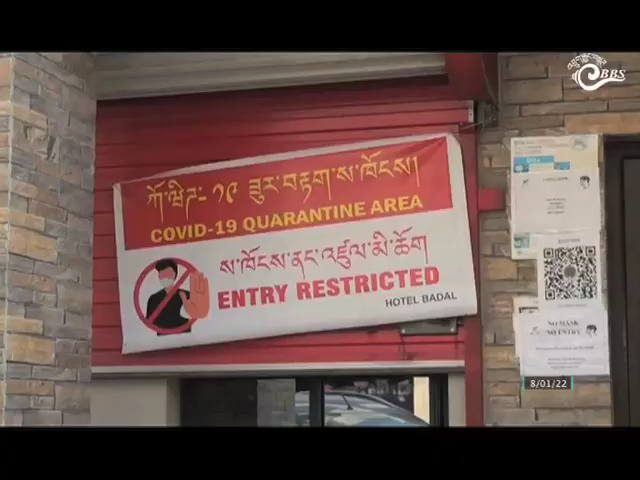 BBS
ཀོ་ཝིཊ- ༡༩ ཟུར་བརྟག་ས་ཁོངས།
COVID-19 QUARANTINE AREA
ས་ཁོངས་ནང་འཛུལ་མི་ཆོག
ENTRY RESTRICTED
HOTEL BADAL
NO MASK
NO ENTRY
8/01/22